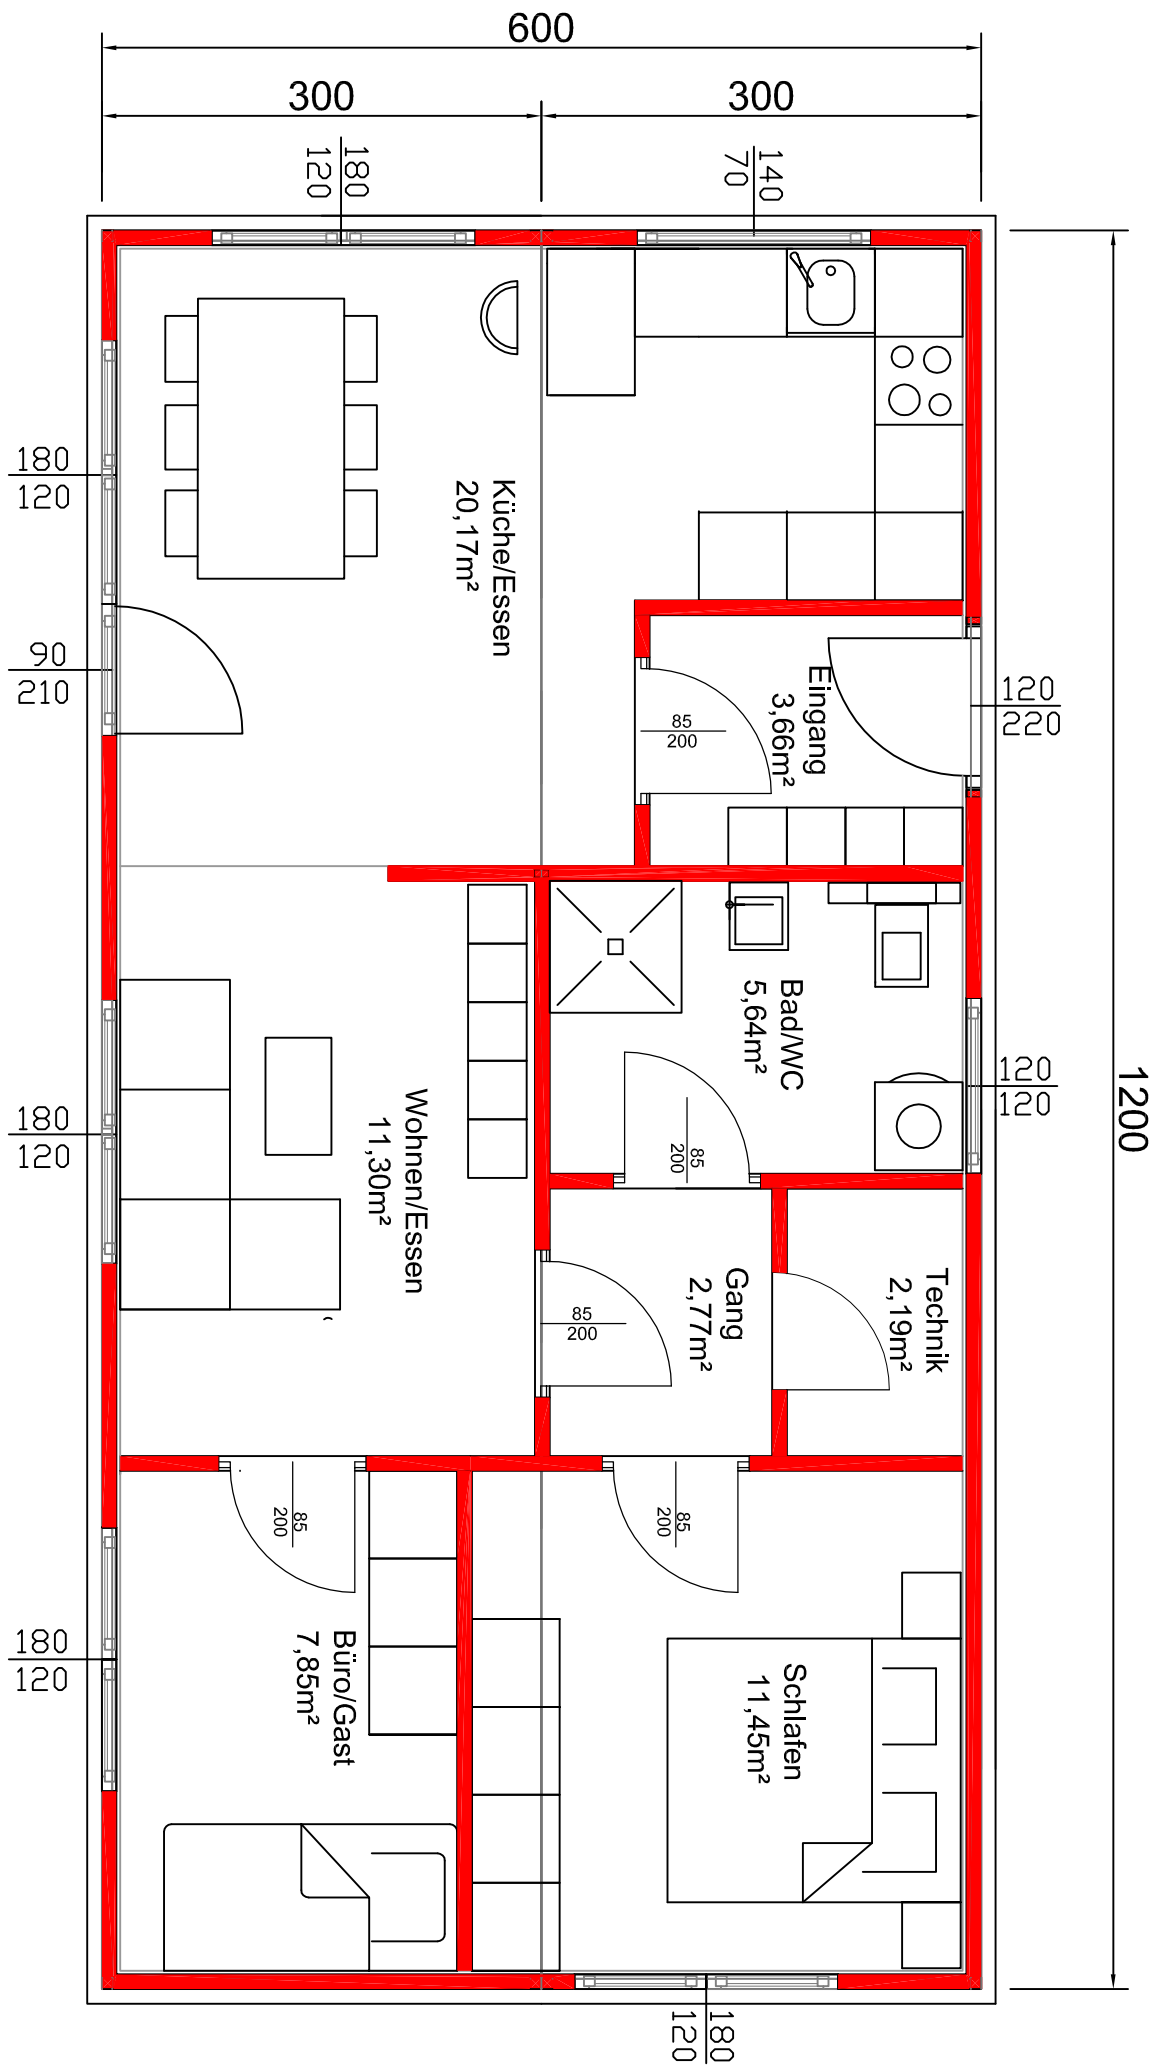 600
300
300
180
120
140
70
1200
180
120
Küche/Essen
20,17m²
90
210
Eingang
3,66m²
85
200
120
220
Bad/WC
5,64m²
120
120
85
200
180
120
Wohnen/Essen
11,30m²
Gang
2,77m²
Technik
2,19m²
85
200
85
200
85
200
180
120
Büro/Gast
7,85m²
Schlafen
11,45m²
180
120